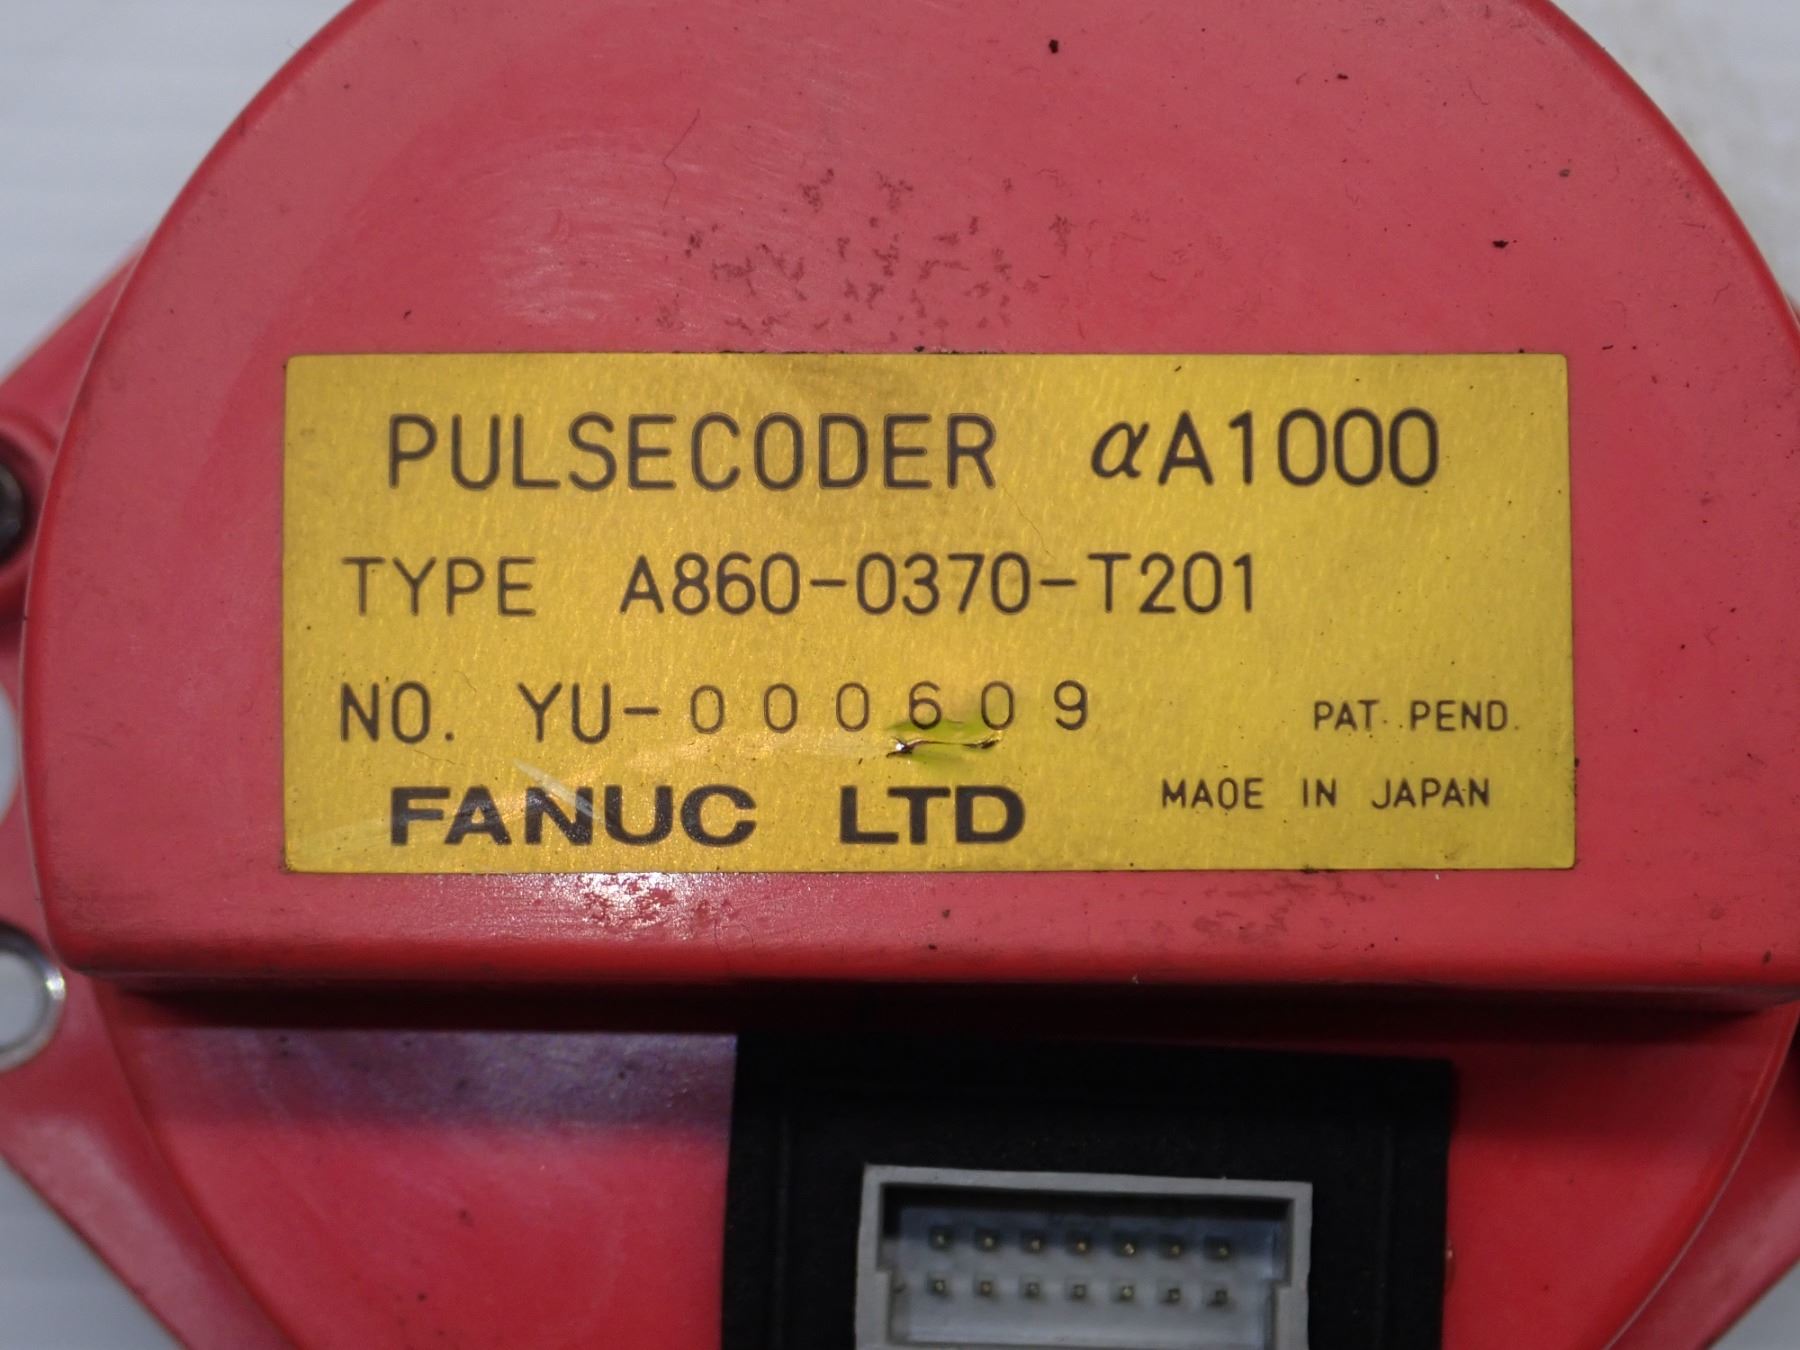 PULSECODER αA1000
TYPE A860-0370-T201
NO. YU-000609 PAT. PEND.
FANUC LTD MADE IN JAPAN